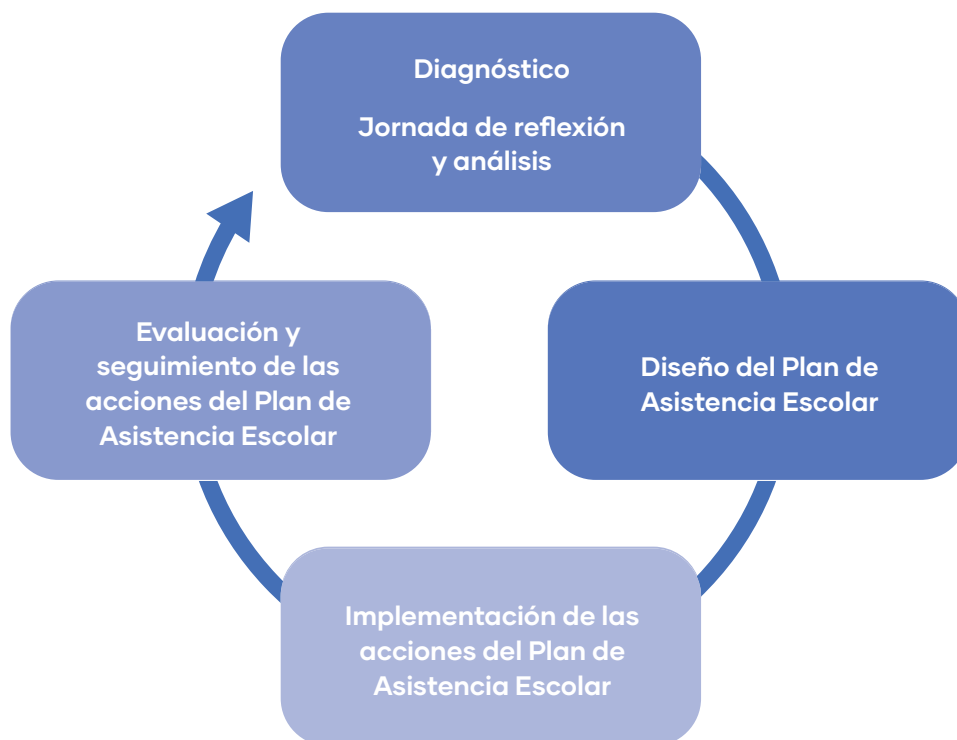 Diagnóstico
Jornada de reflexión
y análisis
Diseño del Plan de
Asistencia Escolar
Implementación de las
acciones del Plan de
Asistencia Escolar
Evaluación y
seguimiento de las
acciones del Plan de
Asistencia Escolar